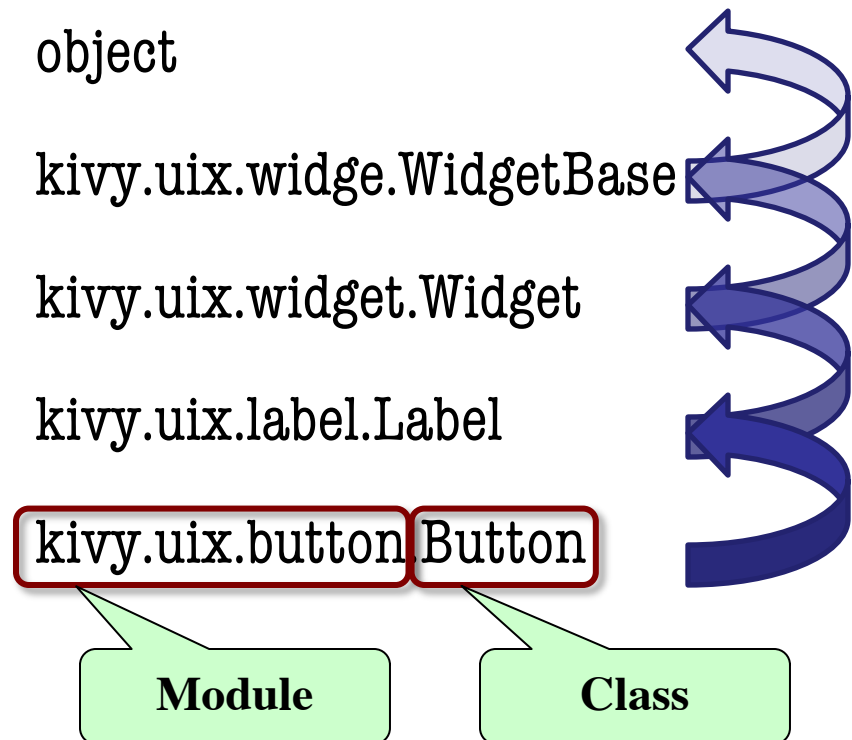 object
kivy.uix.widge.WidgetBase
kivy.uix.widget.Widget
kivy.uix.label.Label
kivy.uix.button.Button
Module
Class